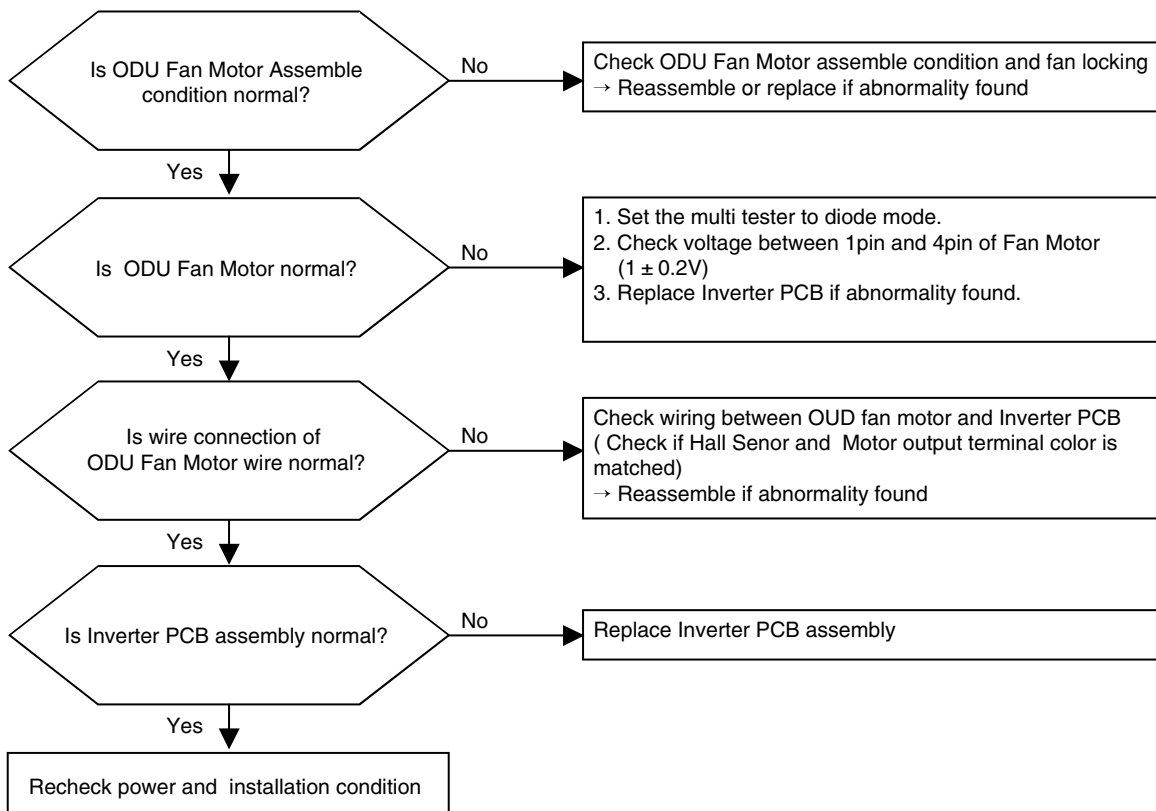 Is ODU Fan Motor Assemble
condition normal?
No
Check ODU Fan Motor assemble condition and fan locking
→ Reassemble or replace if abnormality found
Yes
Is ODU Fan Motor normal?
No
1. Set the multi tester to diode mode.
2. Check voltage between 1pin and 4pin of Fan Motor
(1 ± 0.2V)
3. Replace Inverter PCB if abnormality found.
Yes
Is wire connection of
ODU Fan Motor wire normal?
No
Check wiring between OUD fan motor and Inverter PCB
( Check if Hall Senor and Motor output terminal color is
matched)
→ Reassemble if abnormality found
Yes
Is Inverter PCB assembly normal?
No
Replace Inverter PCB assembly
Yes
Recheck power and installation condition